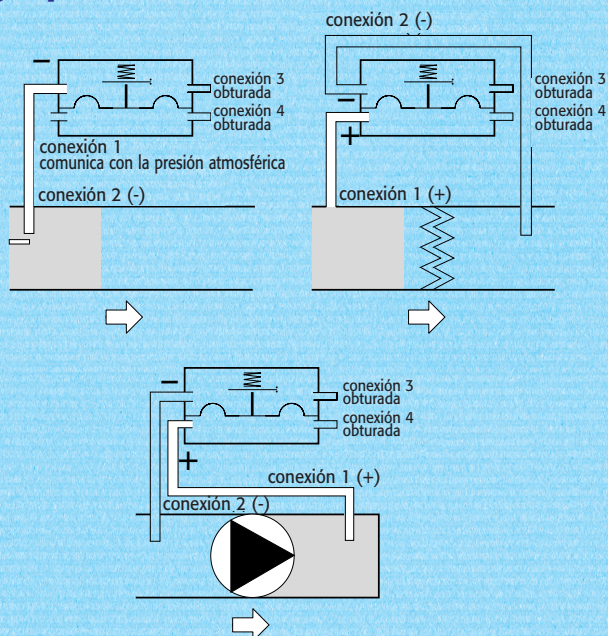 −
conexión 3
obturada
conexión 4
obturada
conexión 1
comunica con la presión atmosférica
conexión 2 (-)
conexión 2 (-)
−
+
conexión 3
obturada
conexión 4
obturada
conexión 1 (+)
−
+
conexión 3
obturada
conexión 4
obturada
conexión 1 (+)
conexión 2 (-)